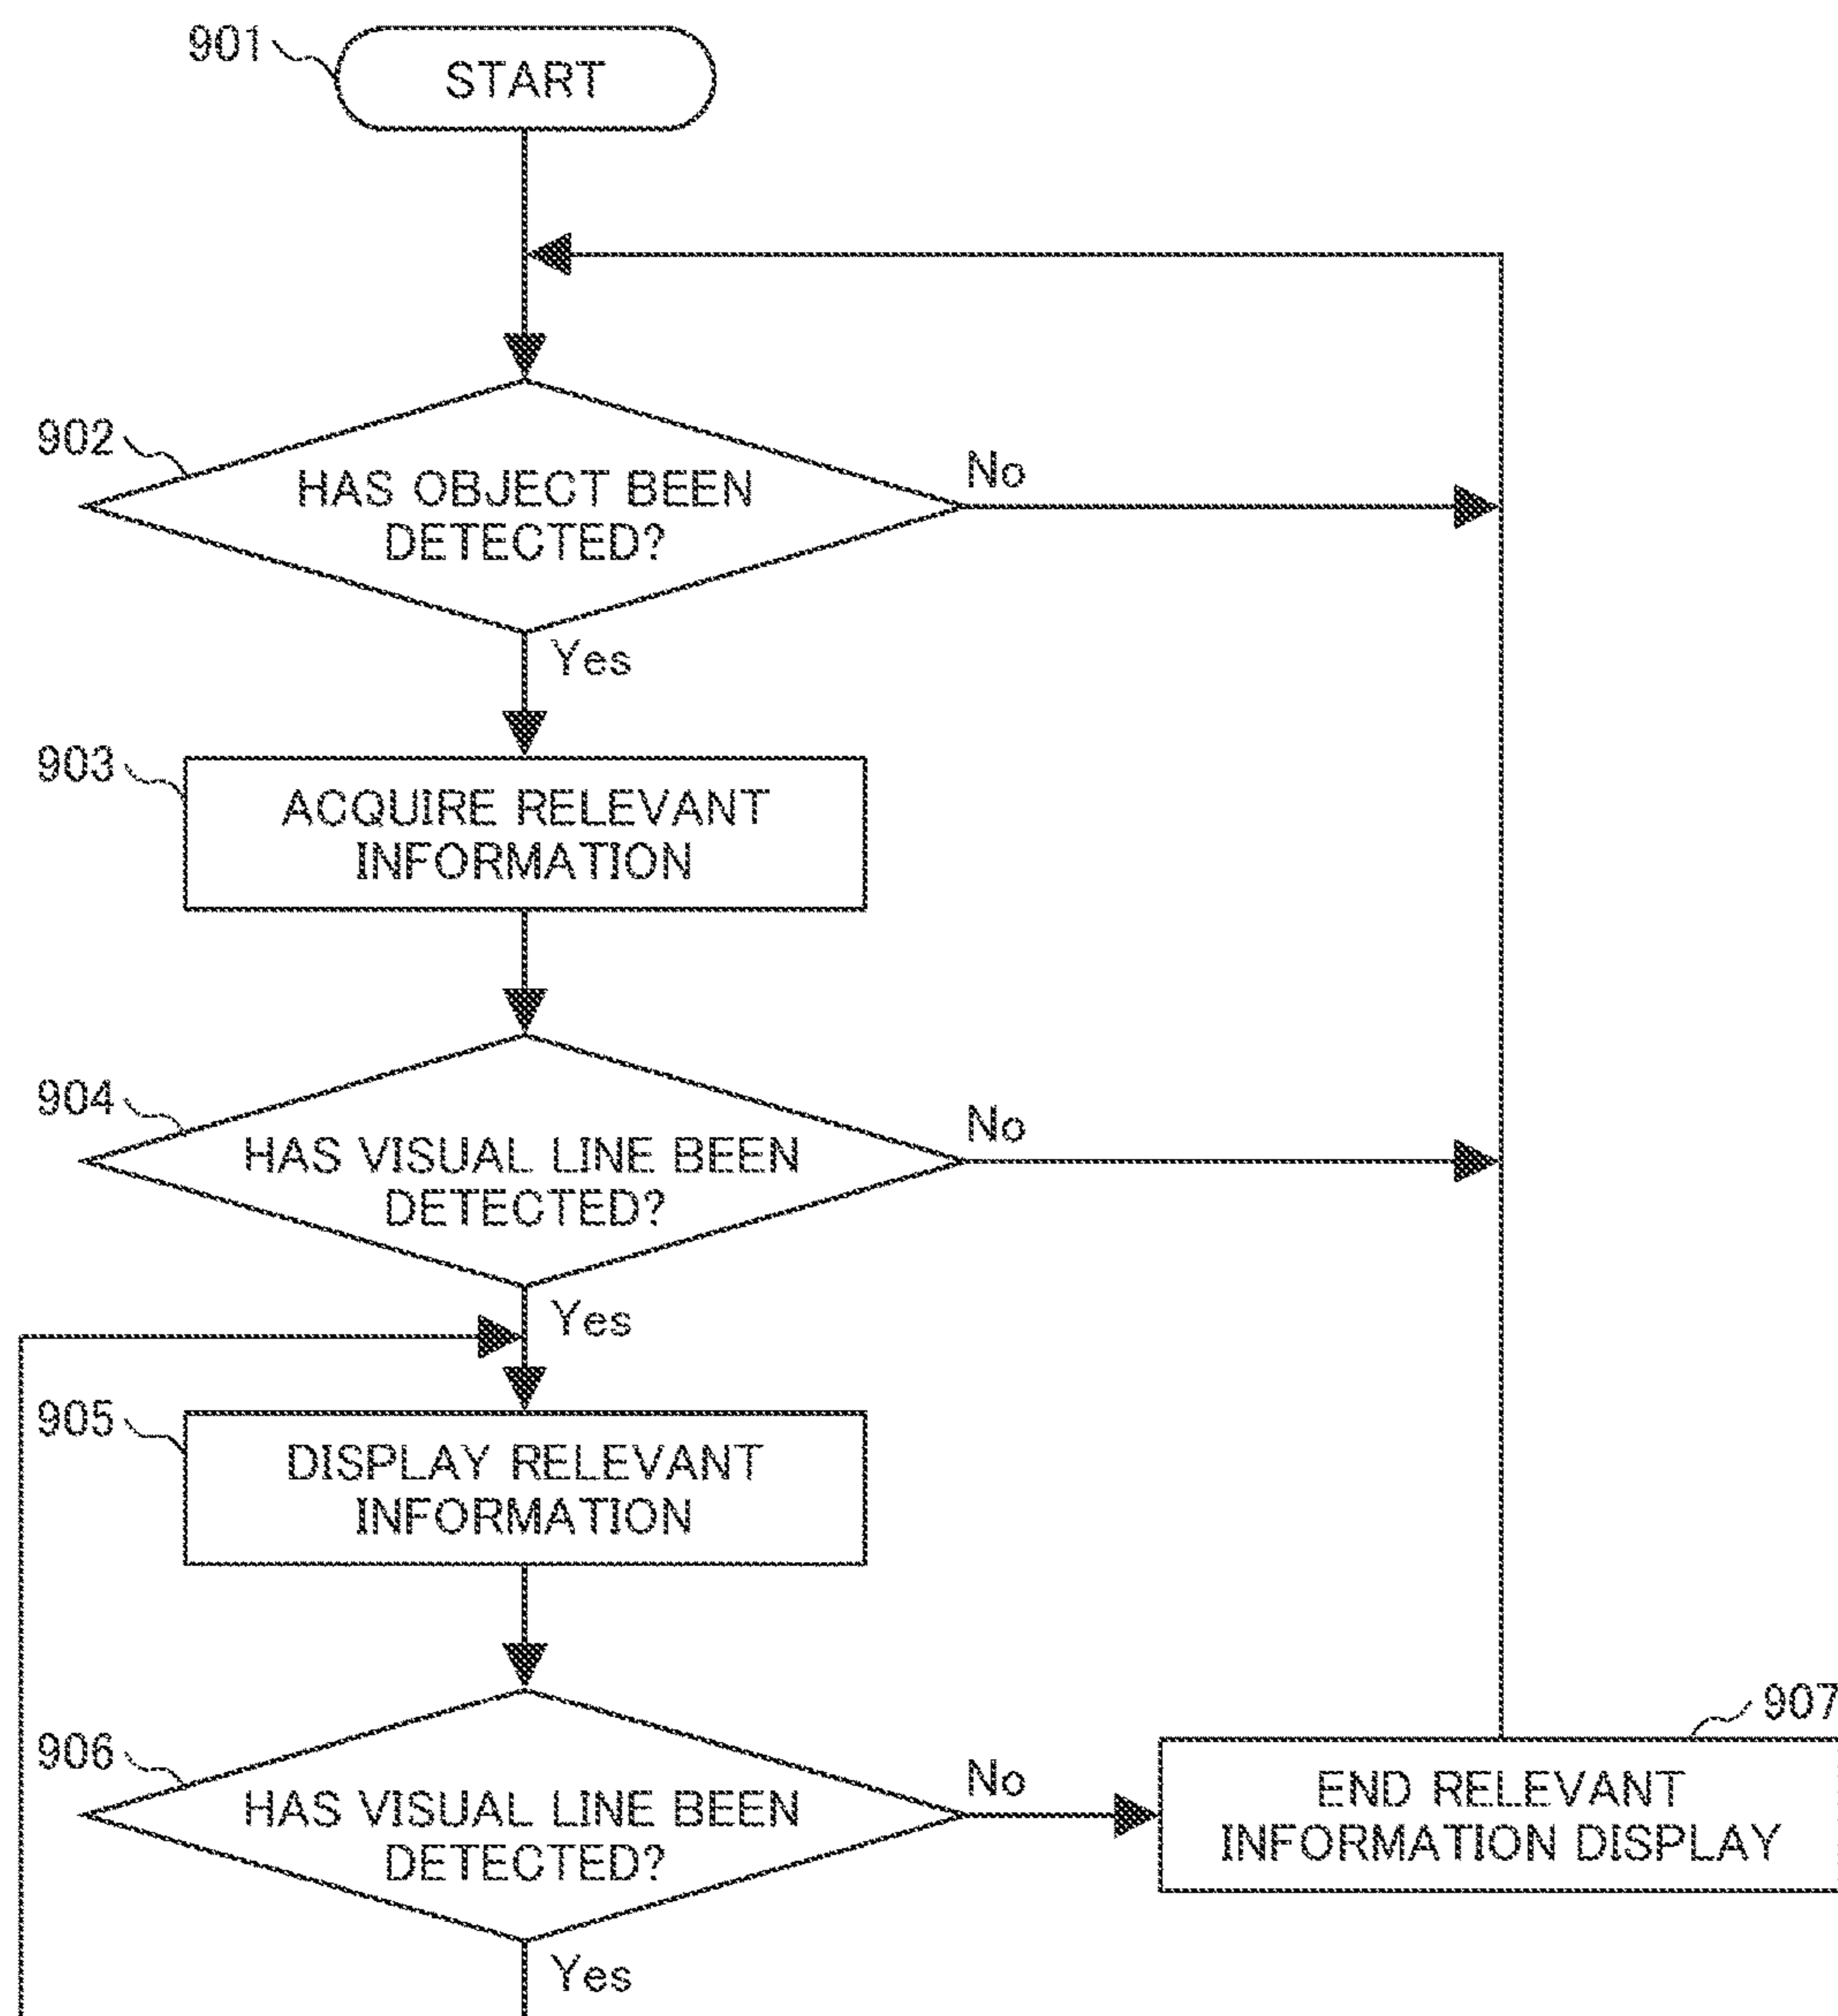 901
START
902
HAS OBJECT BEEN
DETECTED?
No
Yes
903
ACQUIRE RELEVANT
INFORMATION
904
HAS VISUAL LINE BEEN
DETECTED?
No
Yes
905
DISPLAY RELEVANT
INFORMATION
906
HAS VISUAL LINE BEEN
DETECTED?
No
907
END RELEVANT
INFORMATION DISPLAY
Yes